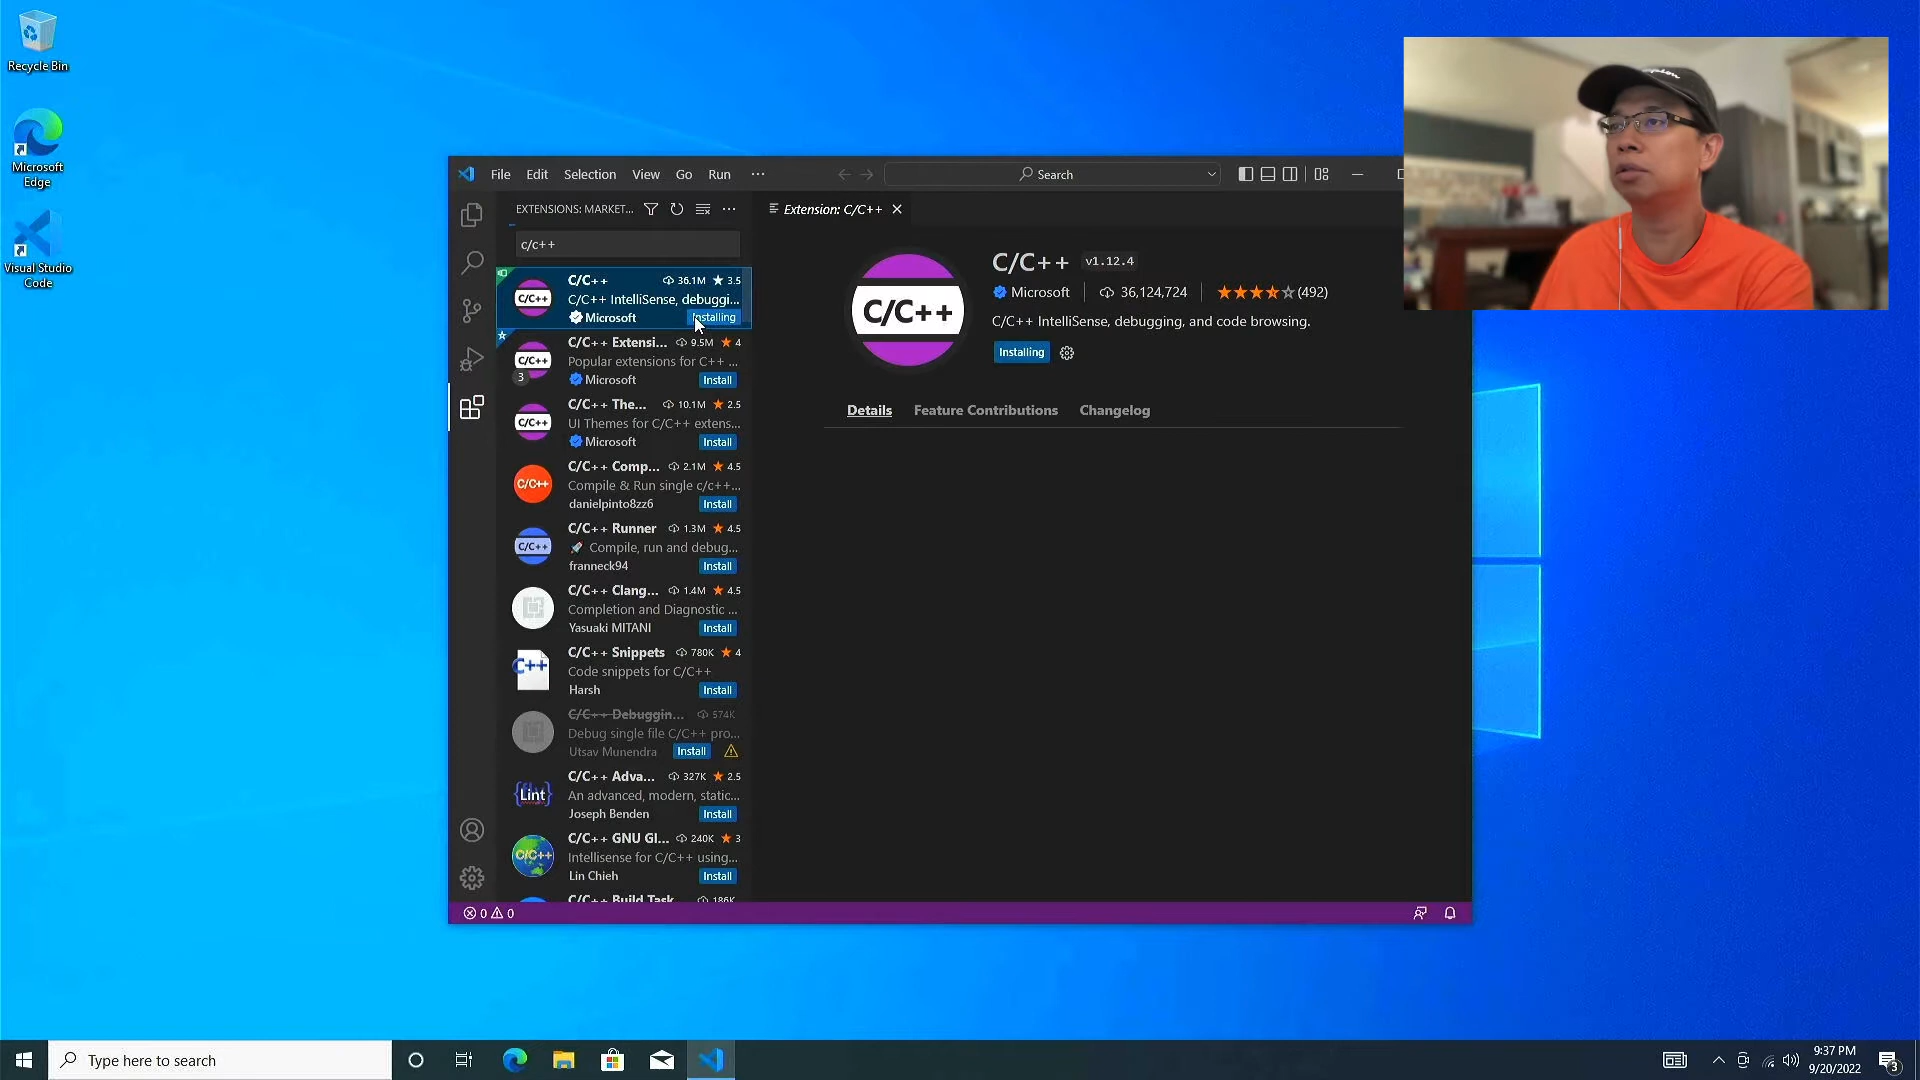 Recycle Bin
Microsoft
Edge
Visual Studio
Code
File Edit Selection View Go Run ···
Search
EXTENSIONS: MARKET...
Extension: C/C++
c/c++
C/C++ 36.1M 3.5
C/C++ IntelliSense, debuggi...
Microsoft Installing
C/C++ Extensi... 9.5M 4
Popular extensions for C++ ...
3
Microsoft Install
C/C++ The... 10.1M 2.5
UI Themes for C/C++ extens...
Microsoft Install
C/C++ Comp... 2.1M 4.5
Compile & Run single c/c++...
danielpinto8zz6 Install
C/C++ Runner 1.3M 4.5
Compile, run and debug...
franneck94 Install
C/C++ Clang... 1.4M 4.5
Completion and Diagnostic ...
Yasuaki MITANI Install
C/C++ Snippets 780K 4
Code snippets for C/C++
Harsh Install
C/C++ Debuggin... 574K
Debug single file C/C++ pro...
Utsav Munendra Install
C/C++ Adva... 327K 2.5
An advanced, modern, static...
Joseph Benden Install
C/C++ GNU Gl... 240K 3
Intellisense for C/C++ using...
Lin Chieh Install
C/C++ Build Task 186K
C/C++
C/C++
C/C++
C/C++
C/C++
C++
{Lint}
C/C++
C/C++
C/C++ v1.12.4
Microsoft 36,124,724 (492)
C/C++ IntelliSense, debugging, and code browsing.
Installing
Details Feature Contributions Changelog
0 0
Type here to search
9:37 PM
9/20/2022
3